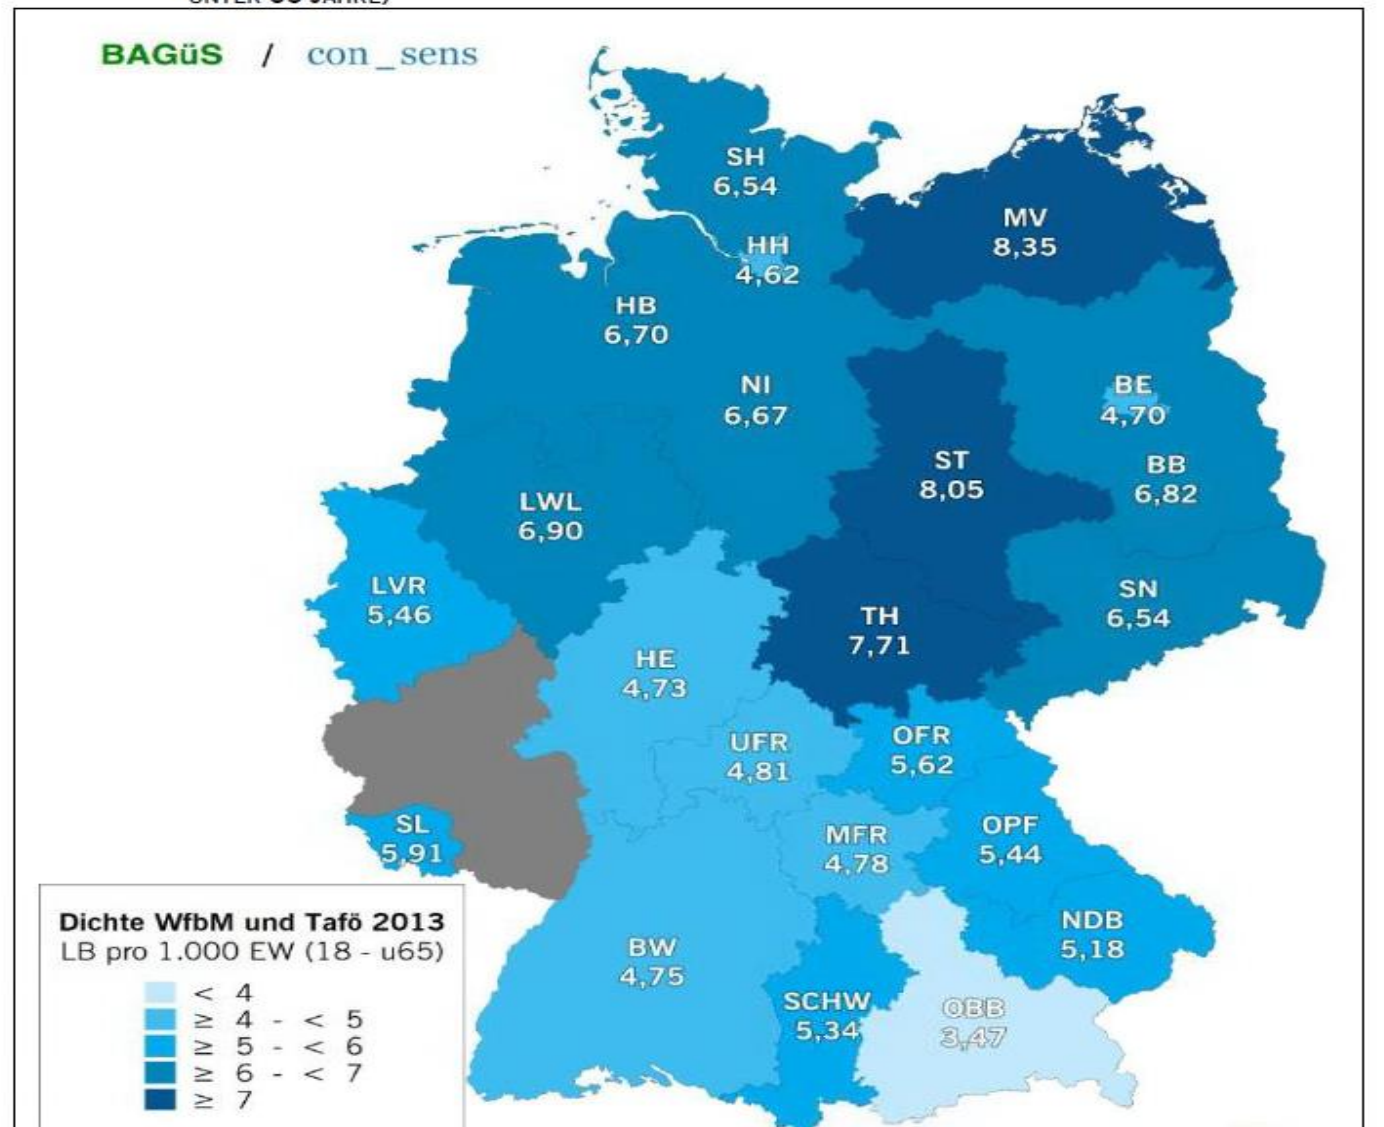 UNTER 65 JAHRE)
BAGüS / con_sens
SH
6,54
MV
8,35
HH
4,62
HB
6,70
NI
6,67
BE
4,70
ST
8,05
BB
6,82
LWL
6,90
LVR
5,46
SN
6,54
TH
7,71
HE
4,73
UFR
4,81
OFR
5,62
SL
5,91
MFR
4,78
OPF
5,44
NDB
5,18
BW
4,75
SCHW
5,34
OBB
3,47
Dichte WfbM und Tafö 2013
LB pro 1.000 EW (18 - u65)
< 4
≥ 4 - < 5
≥ 5 - < 6
≥ 6 - < 7
≥ 7